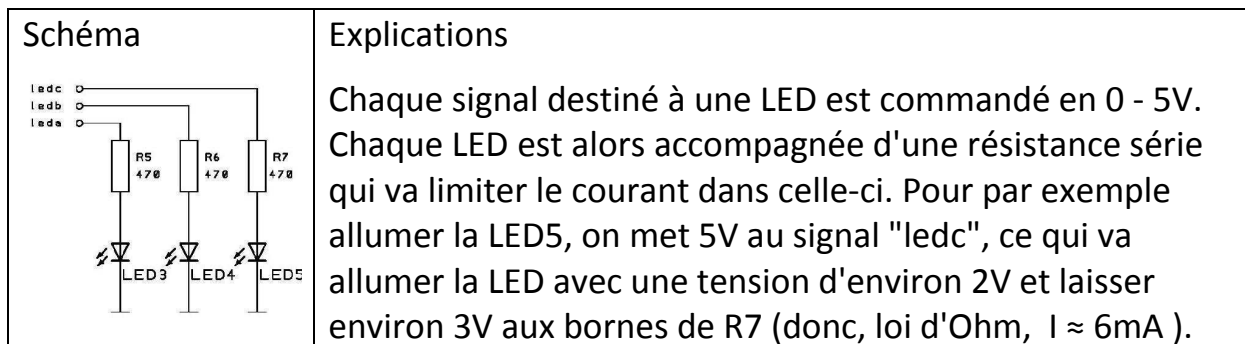 Schéma
ledc
ledb
leda
R5
470
R6
470
R7
470
LED3
LED4
LED5
Explications
Chaque signal destiné à une LED est commandé en 0 - 5V.
Chaque LED est alors accompagnée d'une résistance série
qui va limiter le courant dans celle-ci. Pour par exemple
allumer la LED5, on met 5V au signal "ledc", ce qui va
allumer la LED avec une tension d'environ 2V et laisser
environ 3V aux bornes de R7 (donc, loi d'Ohm, I ≈ 6mA ).